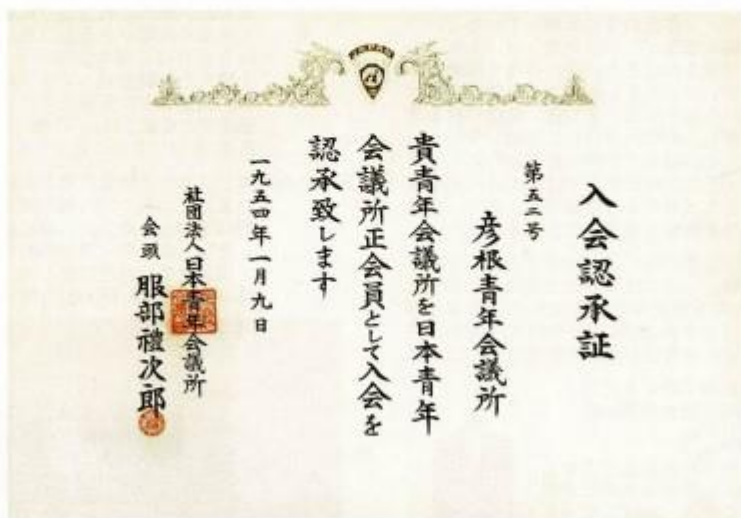 JAPAN
入会認承証
第五二号
彦根青年会議所
貴青年会議所を日本青年
会議所正会員として入会を
認承致します
一九五四年一月九日
社団法人日本青年会議所
会頭 服部禮次郎